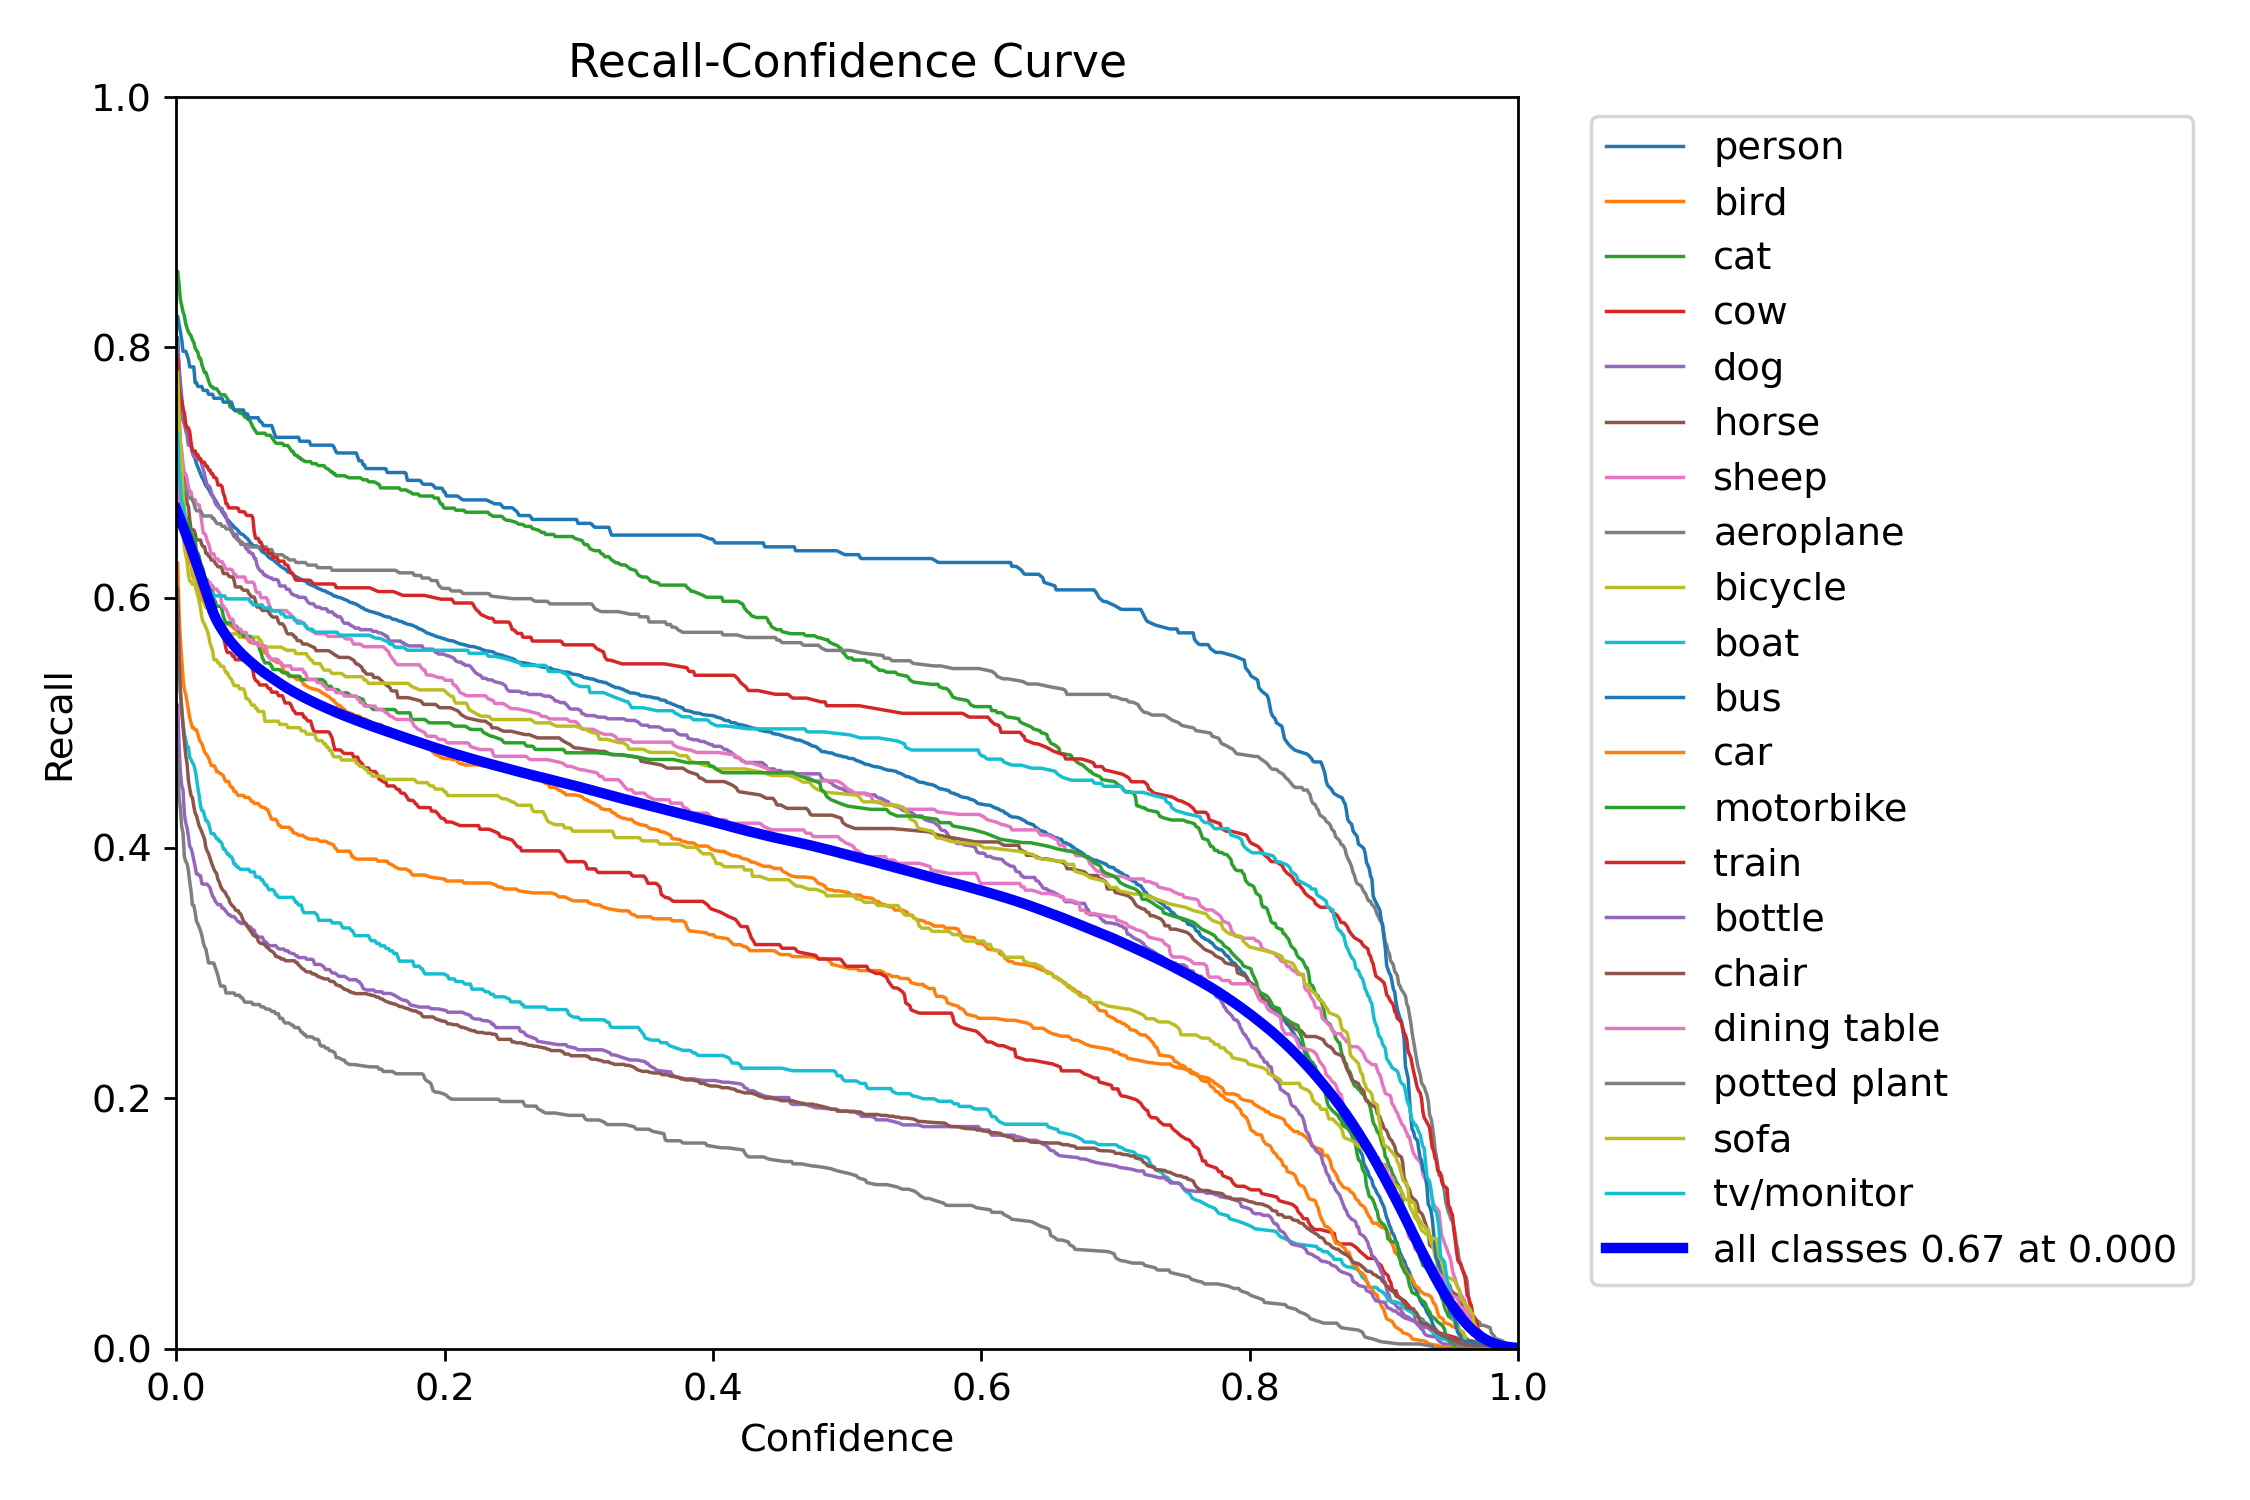 Recall-Confidence Curve
1.0
0.8
0.6
0.4
0.2
0.0
Recall
0.0 0.2 0.4 0.6 0.8 1.0
Confidence
person
bird
cat
cow
dog
horse
sheep
aeroplane
bicycle
boat
bus
car
motorbike
train
bottle
chair
dining table
potted plant
sofa
tv/monitor
all classes 0.67 at 0.000